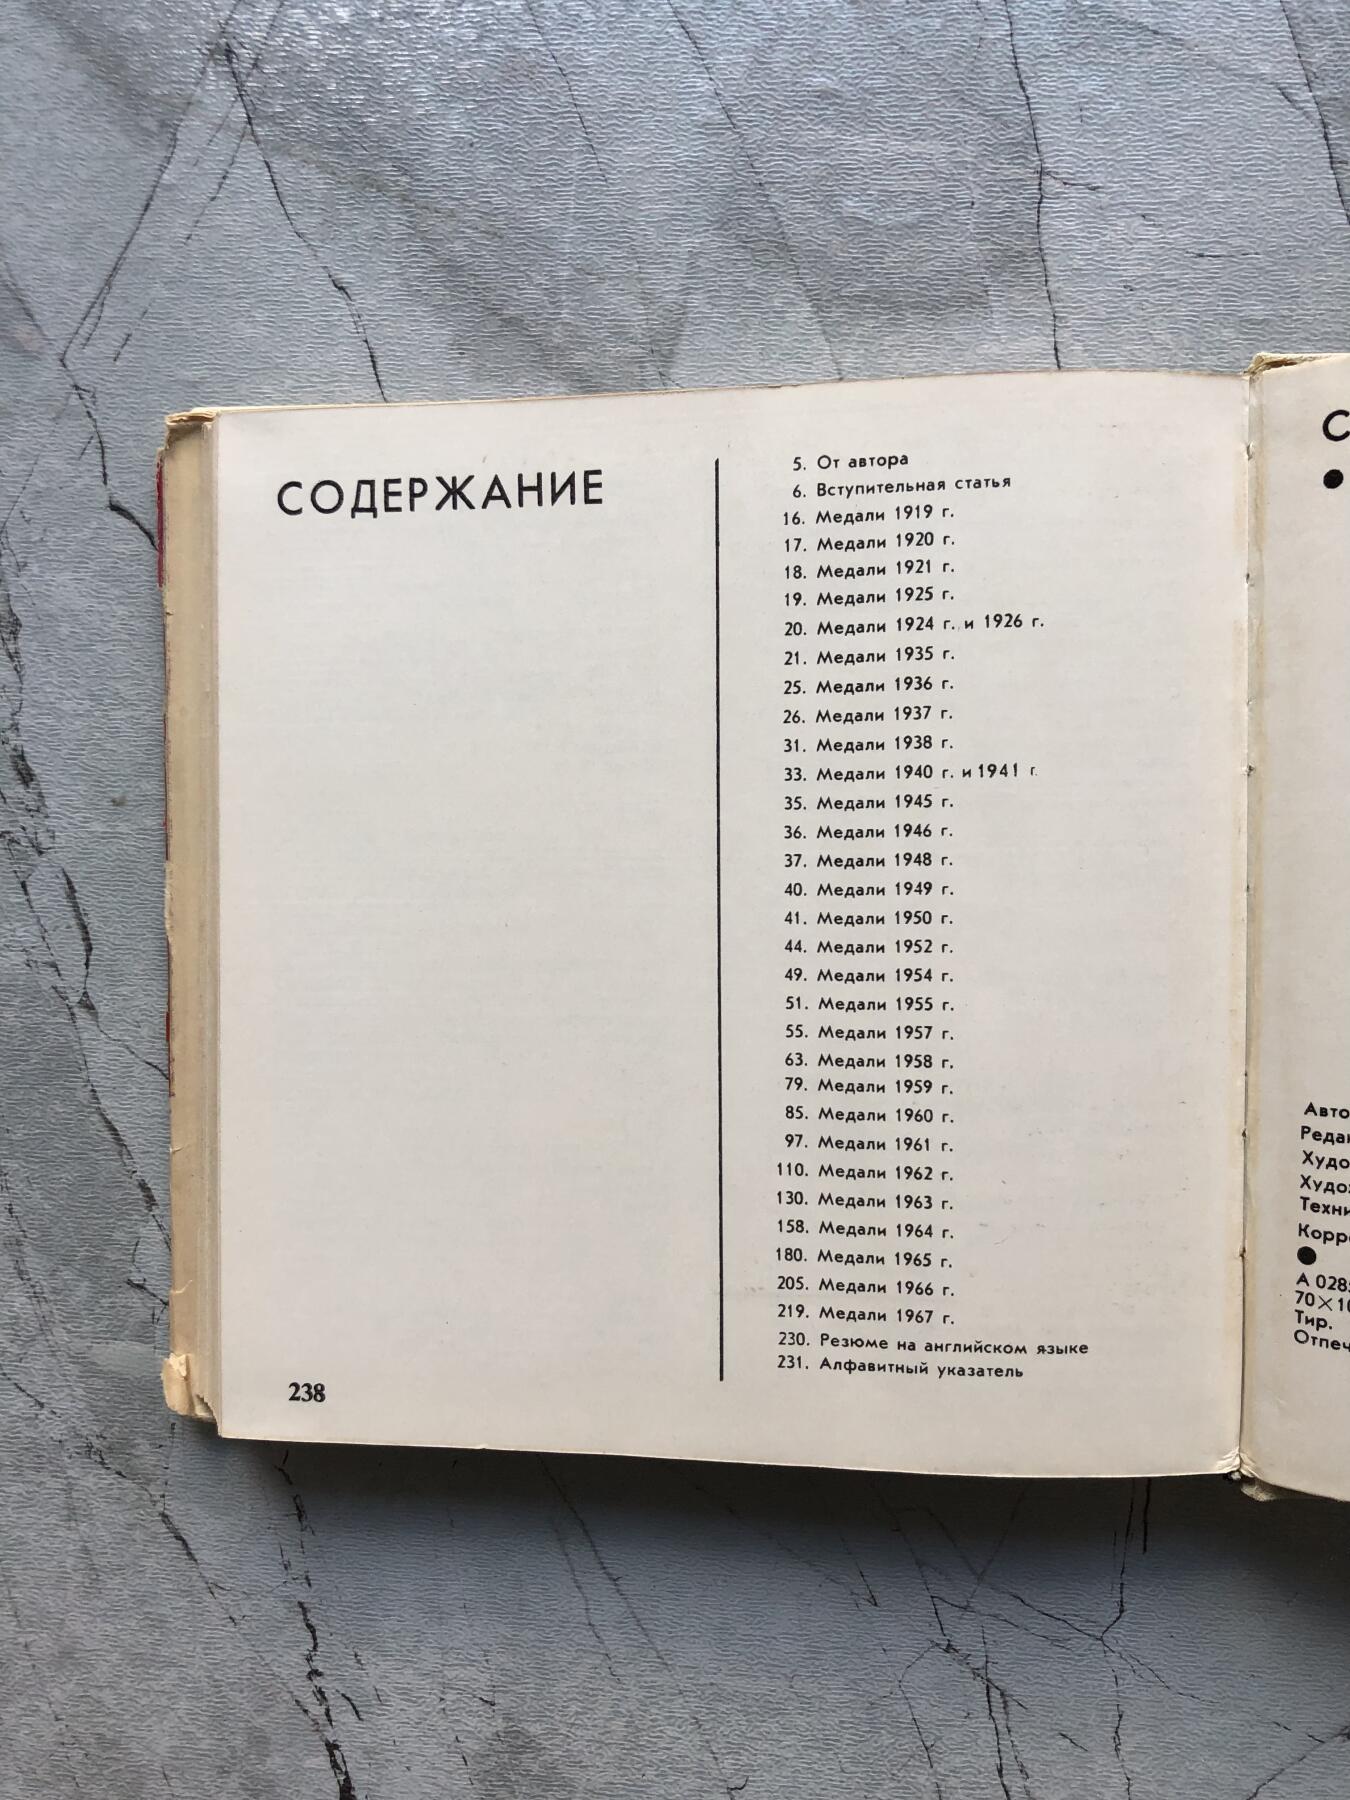 СОДЕРЖАНИЕ
5. От автора
6. Вступительная статья
16. Медали 1919 г.
17. Медали 1920 г.
18. Медали 1921 г.
19. Медали 1925 г.
20. Медали 1924 г. и 1926 г.
21. Медали 1935 г.
25. Медали 1936 г.
26. Медали 1937 г.
31. Медали 1938 г.
33. Медали 1940 г. и 1941 г.
35. Медали 1945 г.
36. Медали 1946 г.
37. Медали 1948 г.
40. Медали 1949 г.
41. Медали 1950 г.
44. Медали 1952 г.
49. Медали 1954 г.
51. Медали 1955 г.
55. Медали 1957 г.
63. Медали 1958 г.
79. Медали 1959 г.
85. Медали 1960 г.
97. Медали 1961 г.
110. Медали 1962 г.
130. Медали 1963 г.
158. Медали 1964 г.
180. Медали 1965 г.
205. Медали 1966 г.
219. Медали 1967 г.
230. Резюме на английском языке
231. Алфавитный указатель
238
А 028
Тир.